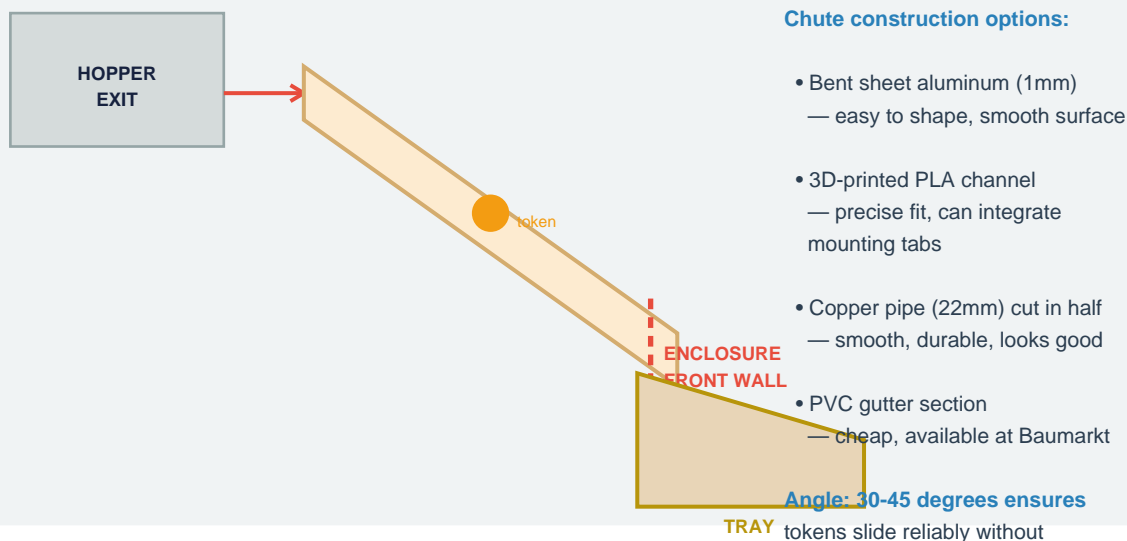 HOPPER
EXIT
token
ENCLOSURE
FRONT WALL
TRAY
Chute construction options:
• Bent sheet aluminum (1mm)
— easy to shape, smooth surface
• 3D-printed PLA channel
— precise fit, can integrate
mounting tabs
• Copper pipe (22mm) cut in half
— smooth, durable, looks good
• PVC gutter section
— cheap, available at Baumarkt
Angle: 30-45 degrees ensures
tokens slide reliably without